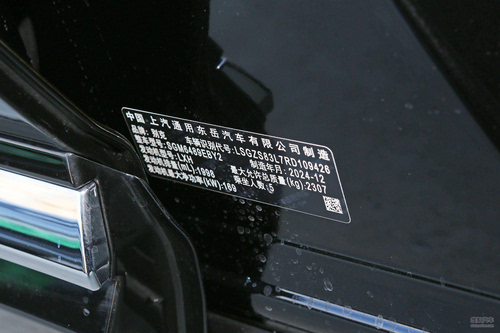 中国 上汽通用东岳汽车有限公司制造
品牌: 别克 车辆识别代号: LSGZS83L7RD109426
整车型号: SGM6499EBY2 制造年月: 2024-12
发动机型号: LXH 最大允许总质量(kg): 2307
发动机排量(mL): 1999 乘坐人数: 5
发动机最大净功率(kW): 169